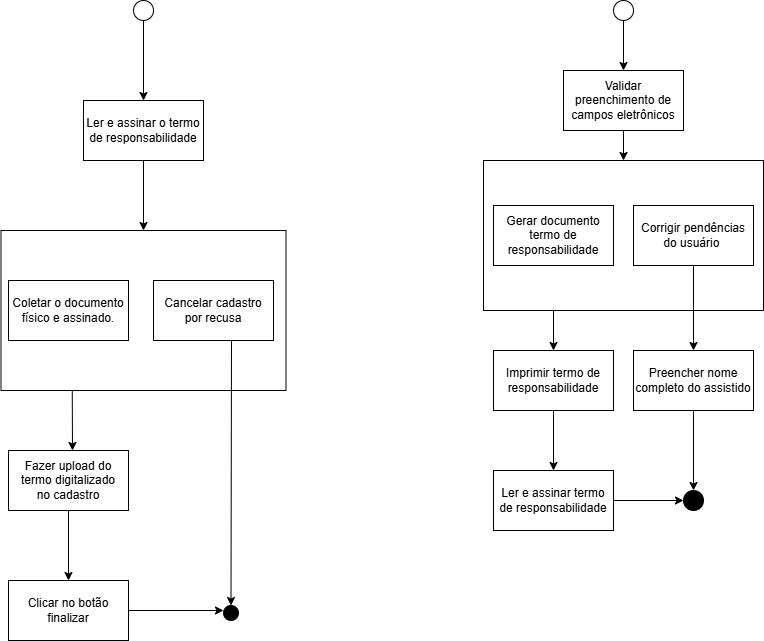 Ler e assinar o termo
de responsabilidade
Coletar o documento
físico e assinado.
Cancelar cadastro
por recusa
Fazer upload do
termo digitalizado
no cadastro
Clicar no botão
finalizar
Validar
preenchimento de
campos eletrônicos
Gerar documento
termo de
responsabilidade
Corrigir pendências
do usuário
Imprimir termo de
responsabilidade
Preencher nome
completo do assistido
Ler e assinar termo
de responsabilidade